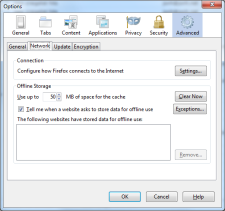 Options
General Tabs Content Applications Privacy Security Advanced
General Network Update Encryption
Connection
Configure how Firefox connects to the Internet Settings...
Offline Storage
Use up to 50 MB of space for the cache Clear Now
Tell me when a website asks to store data for offline use Exceptions...
The following websites have stored data for offline use:
Remove...
OK Cancel Help